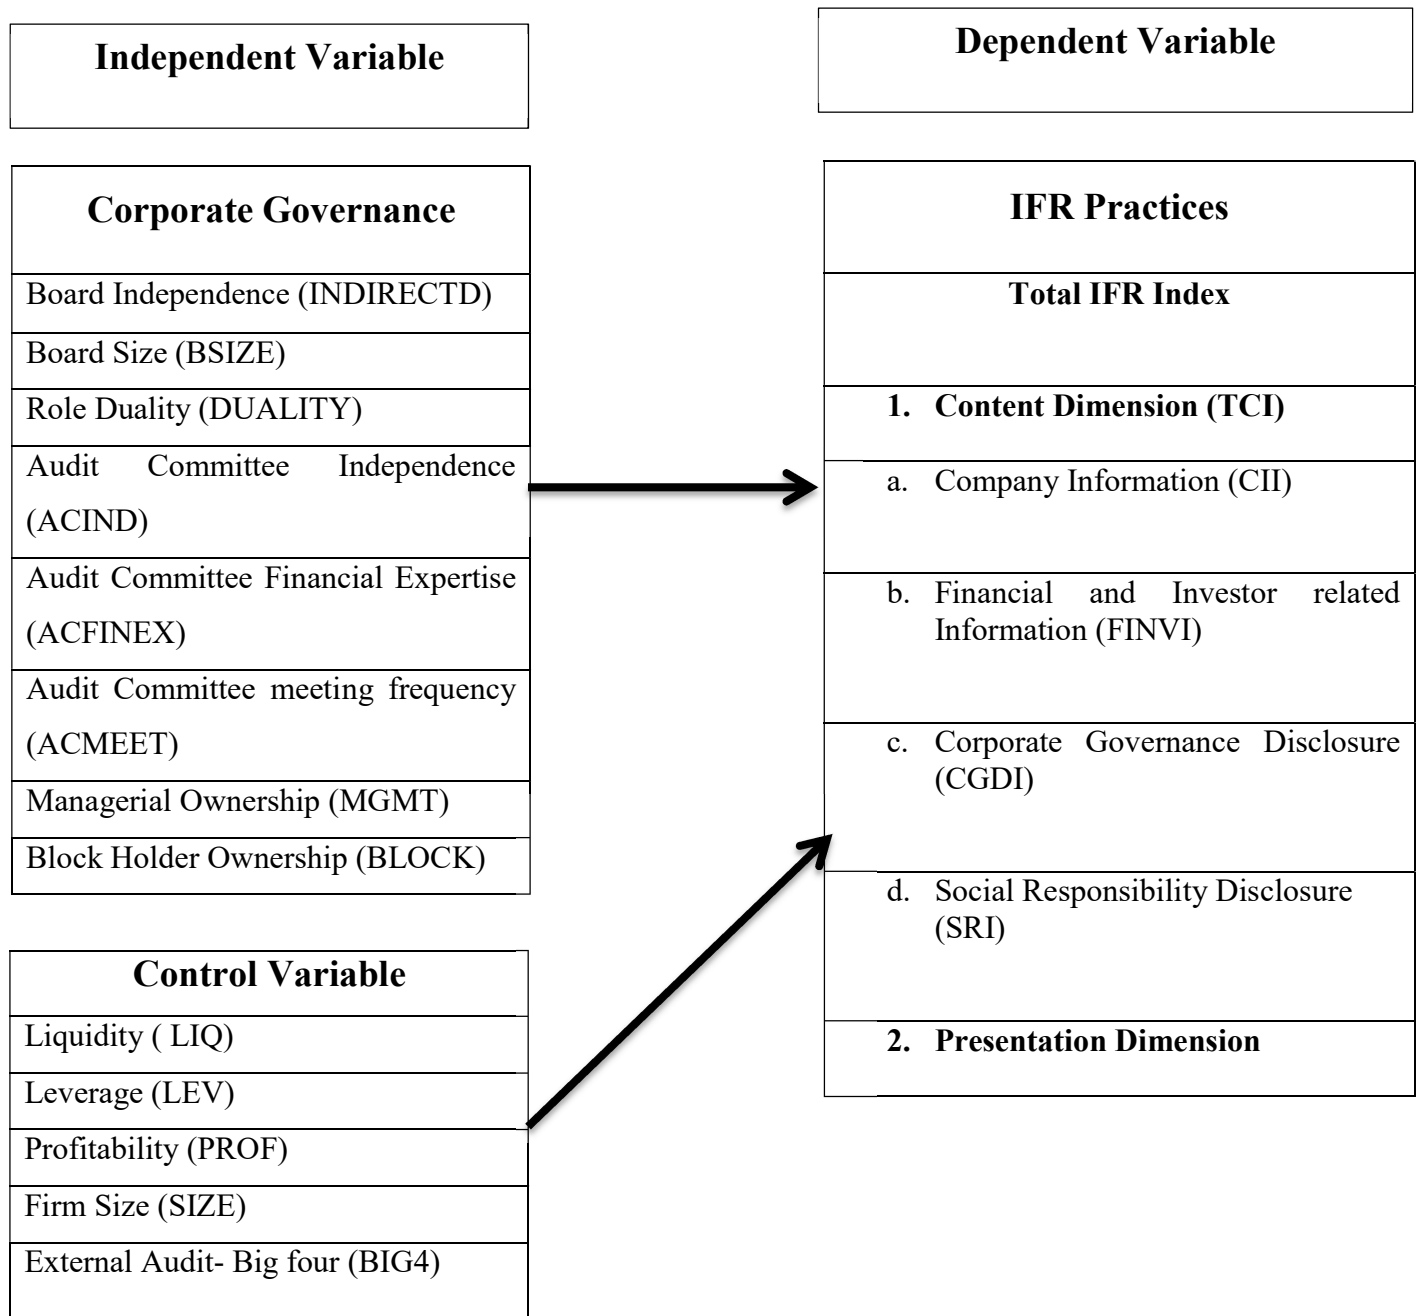 Independent Variable
Corporate Governance
Board Independence (INDIRECTD)
Board Size (BSIZE)
Role Duality (DUALITY)
Audit Committee Independence
(ACIND)
Audit Committee Financial Expertise
(ACFINEX)
Audit Committee meeting frequency
(ACMEET)
Managerial Ownership (MGMT)
Block Holder Ownership (BLOCK)
Control Variable
Liquidity ( LIQ)
Leverage (LEV)
Profitability (PROF)
Firm Size (SIZE)
External Audit- Big four (BIG4)
Dependent Variable
IFR Practices
Total IFR Index
1. Content Dimension (TCI)
a. Company Information (CII)
b. Financial and Investor related
Information (FINVI)
c. Corporate Governance Disclosure
(CGDI)
d. Social Responsibility Disclosure
(SRI)
2. Presentation Dimension